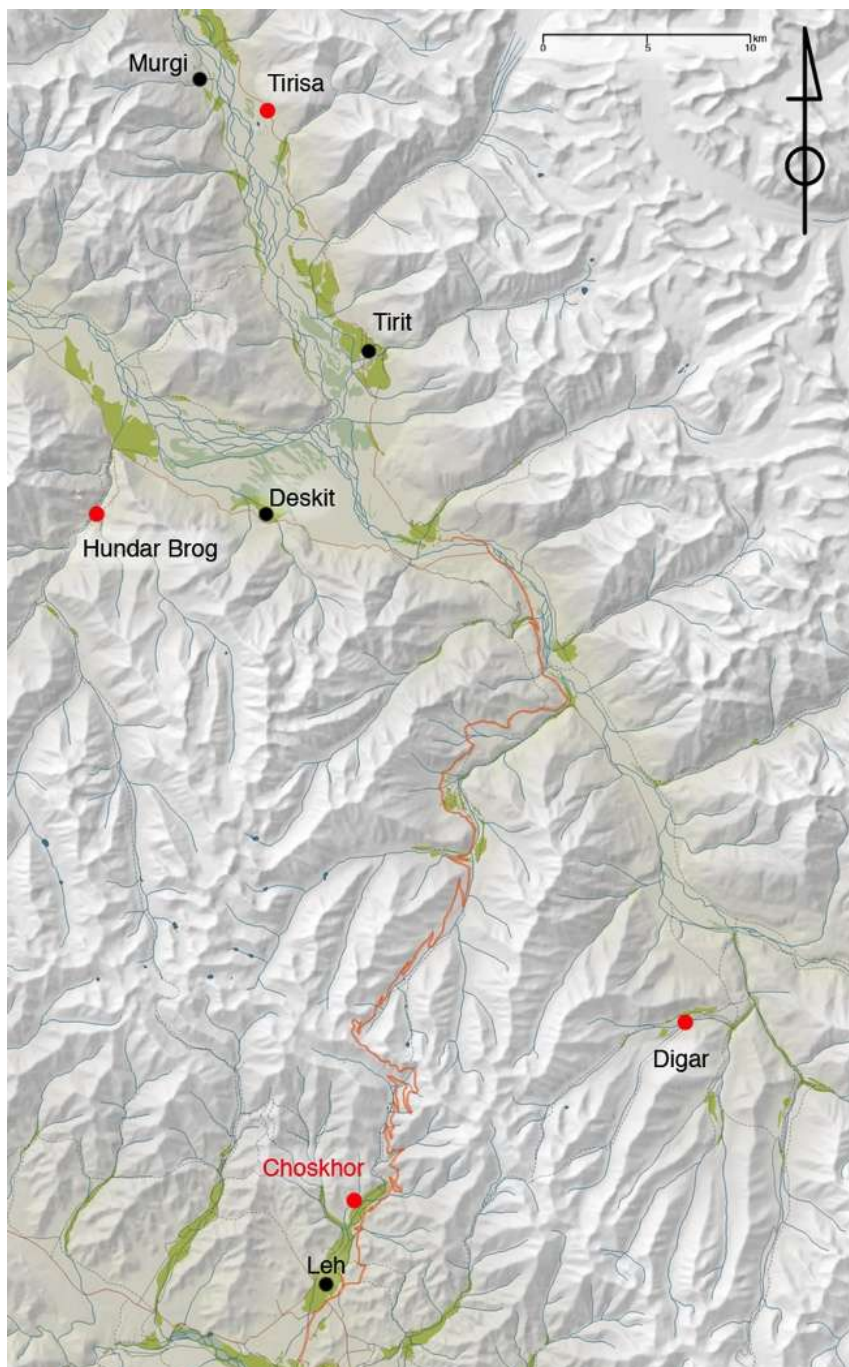 0 5 10 km
Murgi
Tirisa
Tirit
Deskit
Hundar Brog
Digar
Choskhor
Leh